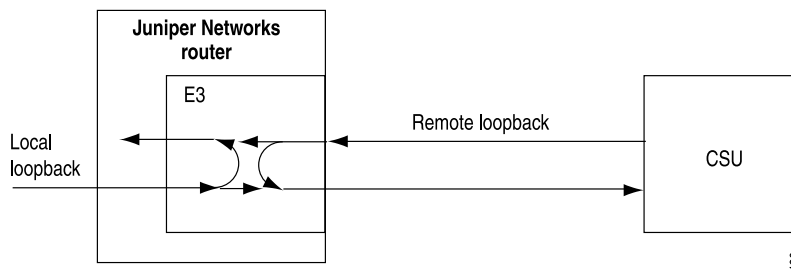 Juniper Networks
router
E3
Local
loopback
Remote loopback
CSU